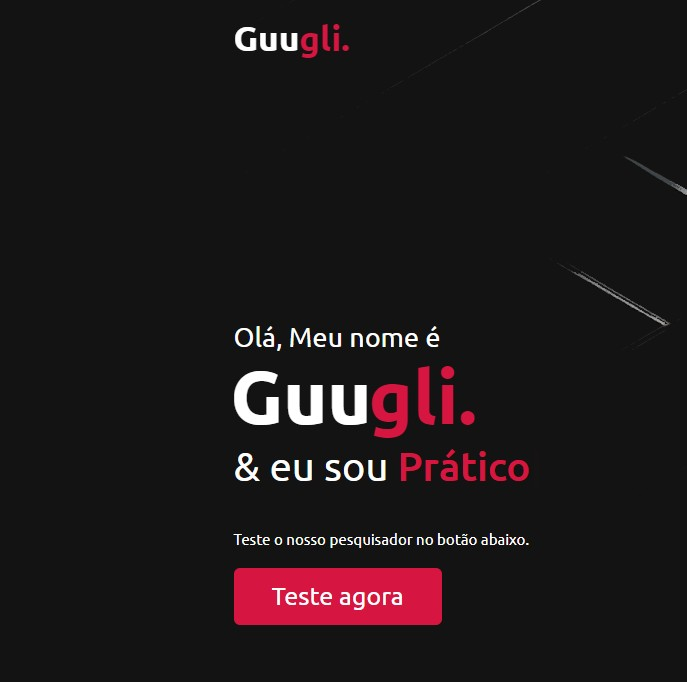 Guugli.
Olá, Meu nome é
Guugli.
& eu sou Prático
Teste o nosso pesquisador no botão abaixo.
Teste agora